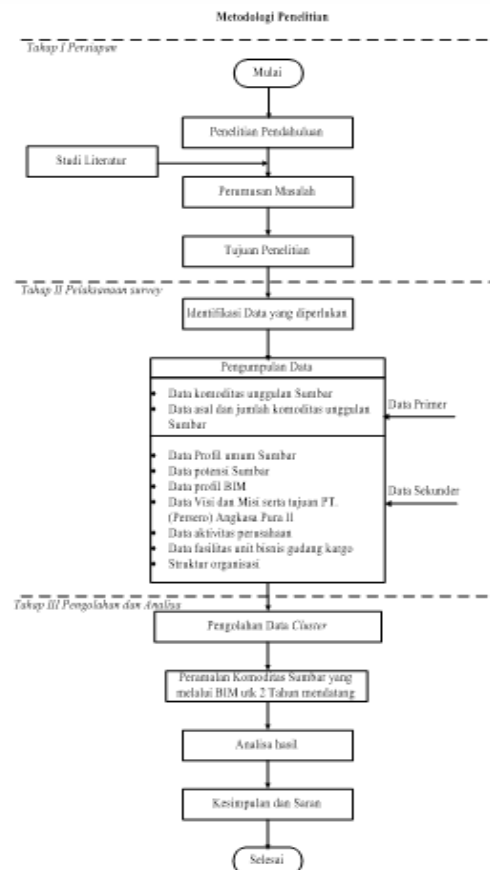 Metodologi Penelitian
Tahap I Persiapan
Mulai
Penelitian Pendahuluan
Studi Literatur
Perumusan Masalah
Tujuan Penelitian
Tahap II Pelaksanaan survey
Identifikasi Data yang diperlukan
Pengumpulan Data
• Data komoditas unggulan Sumbar
• Data asal dan jumlah komoditas unggulan
Sumbar
Data Primer
• Data Profil umum Sumbar
• Data potensi Sumbar
• Data profil BIM
• Data Visi dan Misi serta tujuan PT.
(Persero) Angkasa Pura II
• Data aktivitas perusahaan
• Data fasilitas unit bisnis gudang kargo
• Struktur organisasi
Data Sekunder
Tahap III Pengolahan dan Analisa
Pengolahan Data Cluster
Peramalan Komoditas Sumbar yang
melalui BIM utk 2 Tahun mendatang
Analisa hasil
Kesimpulan dan Saran
Selesai